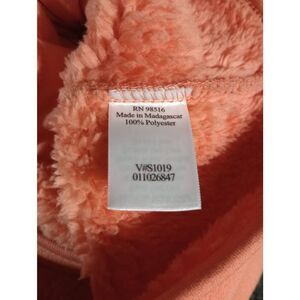 RN 98516
Made in Madagascar
100% Polyester
V#S1019
011026847